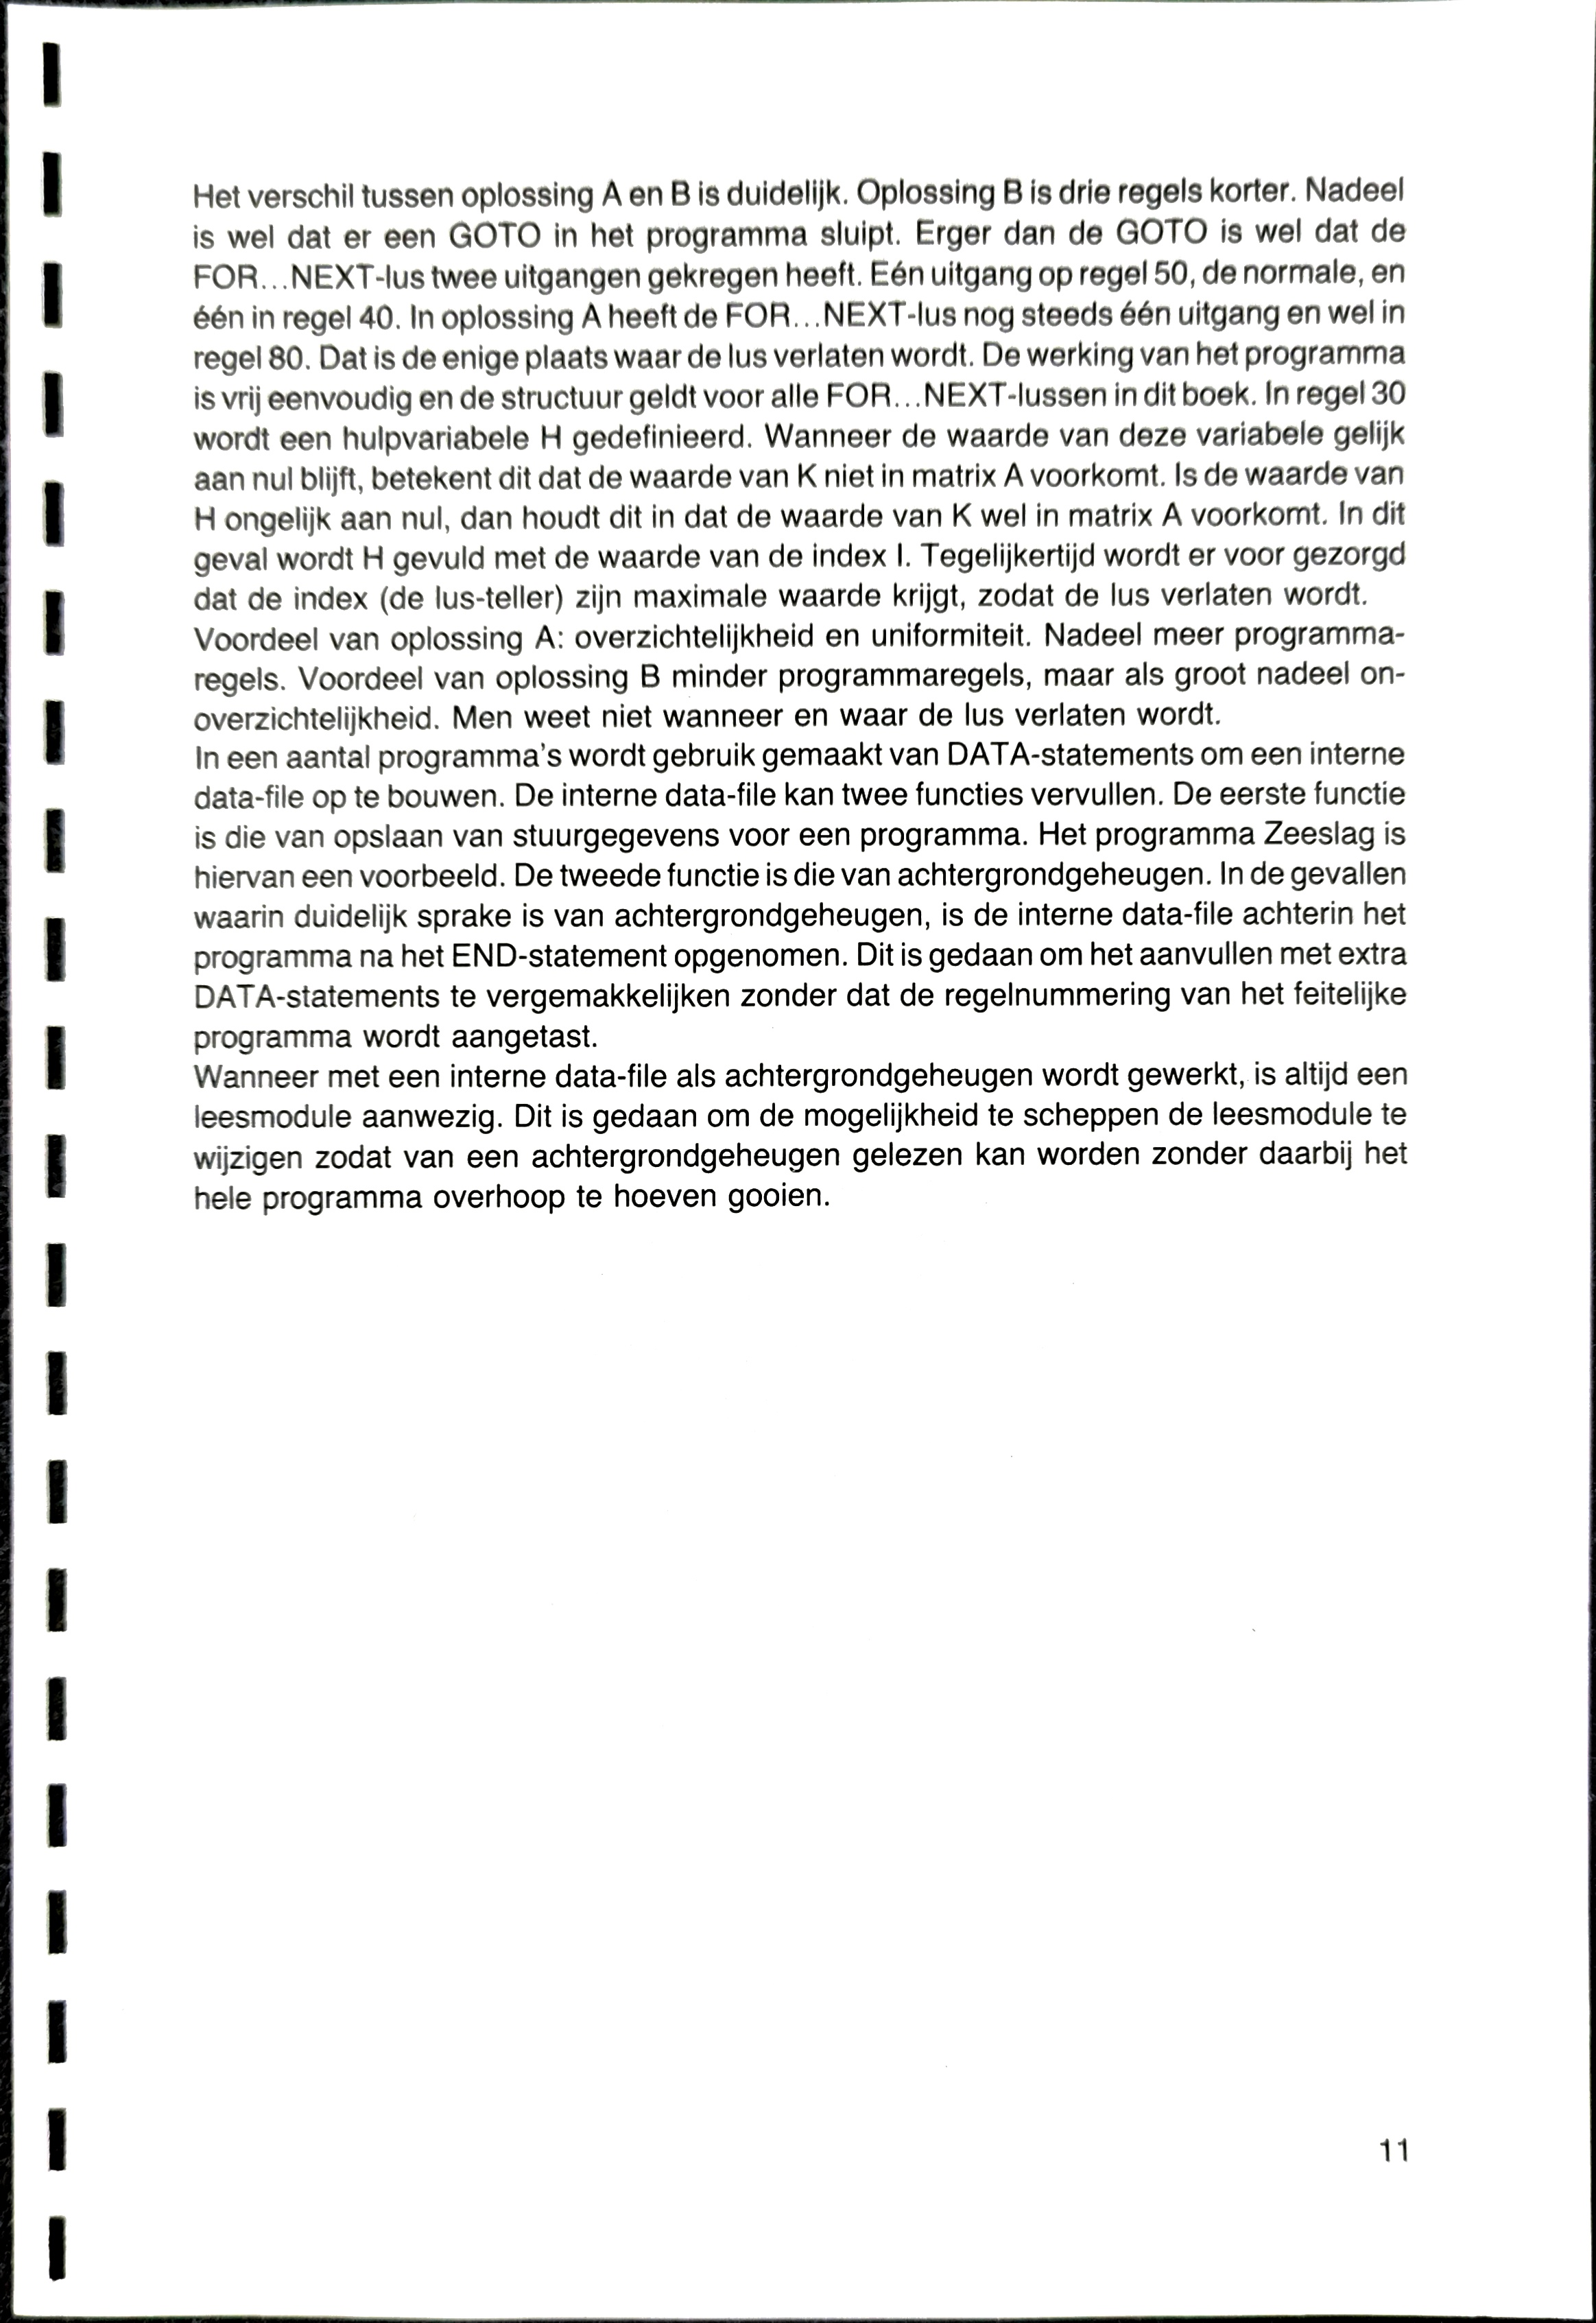 Het verschil tussen oplossing A en B is duidelijk. Oplossing B is drie regels korter. Nadeel
is wel dat er een GOTO in het programma sluipt. Erger dan de GOTO is wel dat de
FOR...NEXT-lus twee uitgangen gekregen heeft. Eén uitgang op regel 50, de normale, en
één in regel 40. In oplossing A heeft de FOR...NEXT-lus nog steeds één uitgang en wel in
regel 80. Dat is de enige plaats waar de lus verlaten wordt. De werking van het programma
is vrij eenvoudig en de structuur geldt voor alle FOR...NEXT-lussen in dit boek. In regel 30
wordt een hulpvariabele H gedefinieerd. Wanneer de waarde van deze variabele gelijk
aan nul blijft, betekent dit dat de waarde van K niet in matrix A voorkomt. Is de waarde van
H ongelijk aan nul, dan houdt dit in dat de waarde van K wel in matrix A voorkomt. In dit
geval wordt H gevuld met de waarde van de index I. Tegelijkertijd wordt er voor gezorgd
dat de index (de lus-teller) zijn maximale waarde krijgt, zodat de lus verlaten wordt.
Voordeel van oplossing A: overzichtelijkheid en uniformiteit. Nadeel meer programma-
regels. Voordeel van oplossing B minder programmaregels, maar als groot nadeel on-
overzichtelijkheid. Men weet niet wanneer en waar de lus verlaten wordt.
In een aantal programma's wordt gebruik gemaakt van DATA-statements om een interne
data-file op te bouwen. De interne data-file kan twee functies vervullen. De eerste functie
is die van opslaan van stuurgegevens voor een programma. Het programma Zeeslag is
hiervan een voorbeeld. De tweede functie is die van achtergrondgeheugen. In de gevallen
waarin duidelijk sprake is van achtergrondgeheugen, is de interne data-file achterin het
programma na het END-statement opgenomen. Dit is gedaan om het aanvullen met extra
DATA-statements te vergemakkelijken zonder dat de regelnummering van het feitelijke
programma wordt aangetast.
Wanneer met een interne data-file als achtergrondgeheugen wordt gewerkt, is altijd een
leesmodule aanwezig. Dit is gedaan om de mogelijkheid te scheppen de leesmodule te
wijzigen zodat van een achtergrondgeheugen gelezen kan worden zonder daarbij het
hele programma overhoop te hoeven gooien.
11